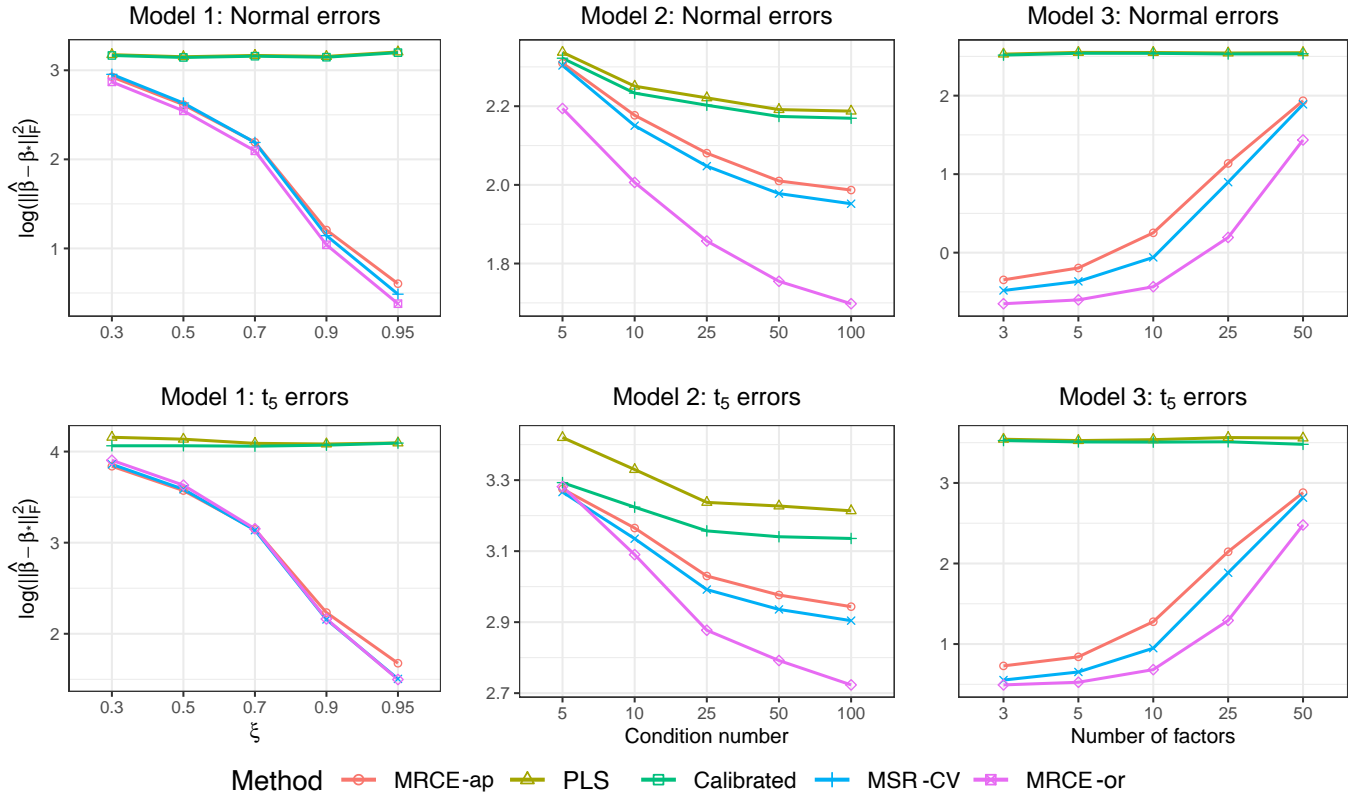 Model 1: Normal errors
Model 2: Normal errors
Model 3: Normal errors
log(||β̂ − β*||²F)
3
2
1
0.3 0.5 0.7 0.9 0.95
2.2
2.0
1.8
5 10 25 50 100
2
1
0
3 5 10 25 50
Model 1: t₅ errors
Model 2: t₅ errors
Model 3: t₅ errors
log(||β̂ − β*||²F)
4
3
2
0.3 0.5 0.7 0.9 0.95
ξ
3.3
3.1
2.9
2.7
5 10 25 50 100
Condition number
3
2
1
3 5 10 25 50
Number of factors
Method MRCE-ap PLS Calibrated MSR-CV MRCE-or